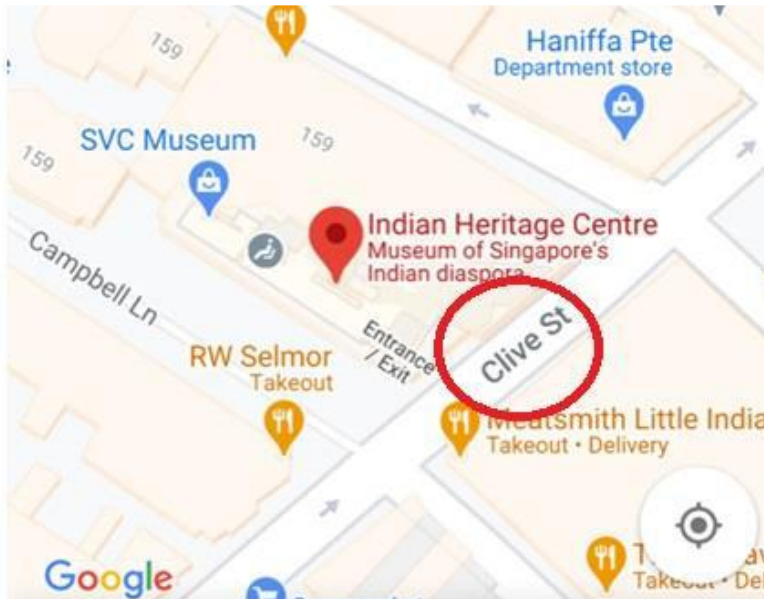 159
Haniffa Pte
Department store
SVC Museum
159
159
Indian Heritage Centre
Museum of Singapore's
Indian diaspora
Campbell Ln
Entrance
/ Exit
Clive St
RW Selmor
Takeout
Meatsmith Little India
Takeout • Delivery
Google